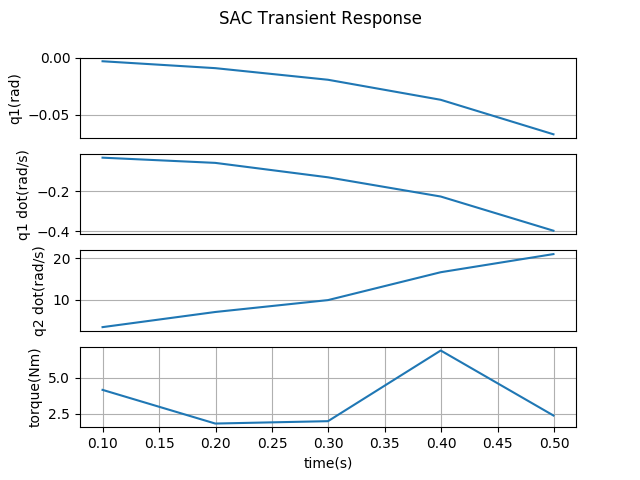 SAC Transient Response
q1(rad)
0.00
−0.05
q1 dot(rad/s)
−0.2
−0.4
q2 dot(rad/s)
20
10
torque(Nm)
5.0
2.5
0.10 0.15 0.20 0.25 0.30 0.35 0.40 0.45 0.50
time(s)